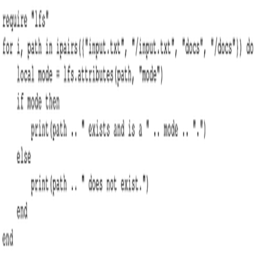 require "lfs"
for i, path in ipairs({"input.txt", "/input.txt", "docs", "/docs"}) do
    local mode = lfs.attributes(path, "mode")
    if mode then
        print(path .. " exists and is a " .. mode .. ".")
    else
        print(path .. " does not exist.")
    end
end